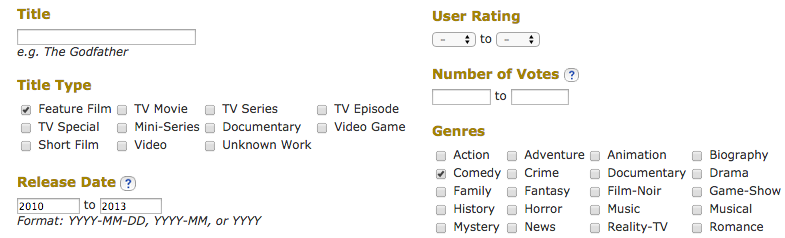 Title
e.g. The Godfather
Title Type
Feature Film TV Movie TV Series TV Episode
TV Special Mini-Series Documentary Video Game
Short Film Video Unknown Work
Release Date ?
2010 to 2013
Format: YYYY-MM-DD, YYYY-MM, or YYYY
User Rating
- to -
Number of Votes ?
to
Genres
Action Adventure Animation Biography
Comedy Crime Documentary Drama
Family Fantasy Film-Noir Game-Show
History Horror Music Musical
Mystery News Reality-TV Romance